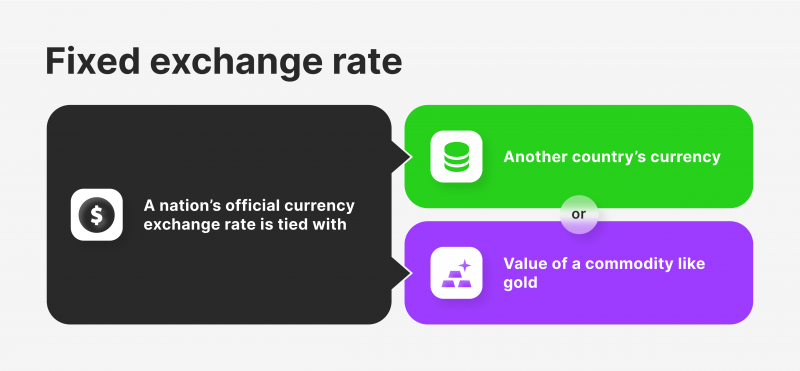 Fixed exchange rate
A nation’s official currency
exchange rate is tied with
$
Another country’s currency
or
Value of a commodity like
gold